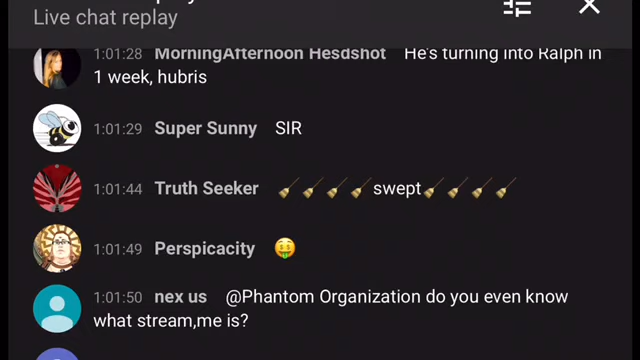 Live chat replay
1:01:28 MorningAfternoon Hesdshot He's turning into Ralph in
1 week, hubris
1:01:29 Super Sunny SIR
1:01:44 Truth Seeker 🧹🧹🧹🧹swept🧹🧹🧹🧹
1:01:49 Perspicacity 🤑
1:01:50 nex us @Phantom Organization do you even know
what stream,me is?